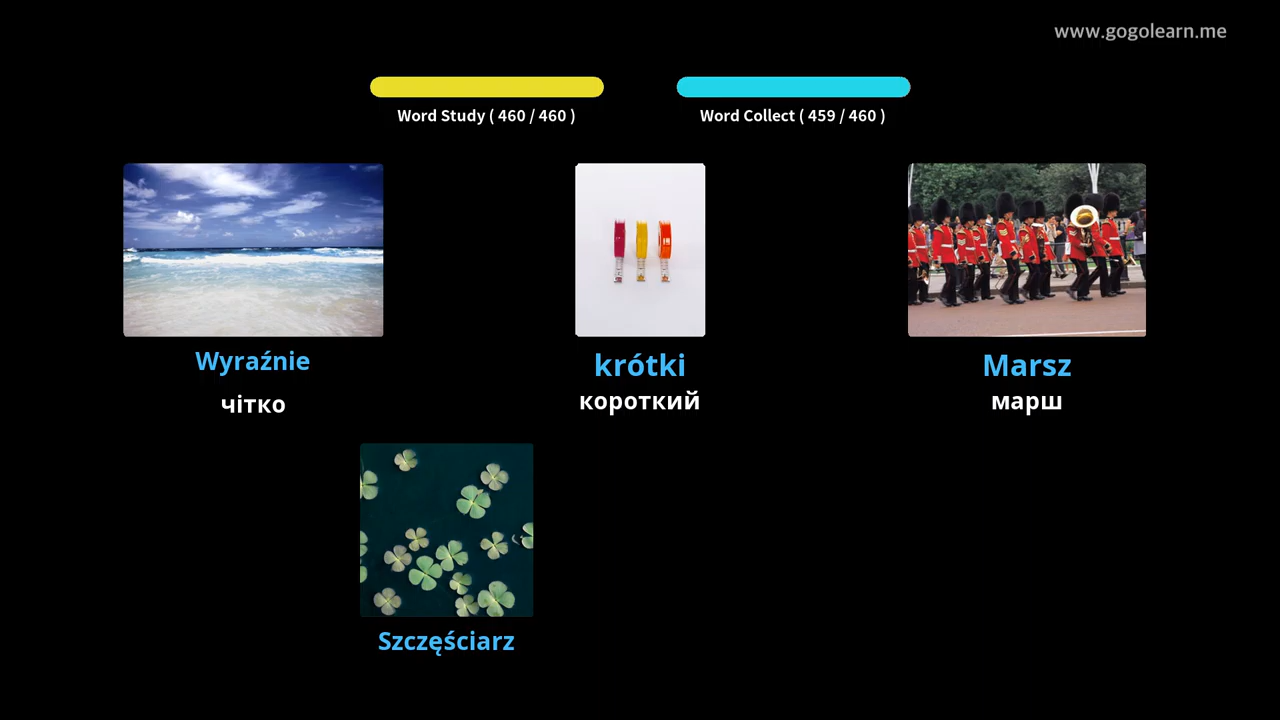 www.gogolearn.me
Word Study ( 460 / 460 )
Word Collect ( 459 / 460 )
Wyraźnie
чітко
krótki
короткий
Marsz
марш
Szczęściarz